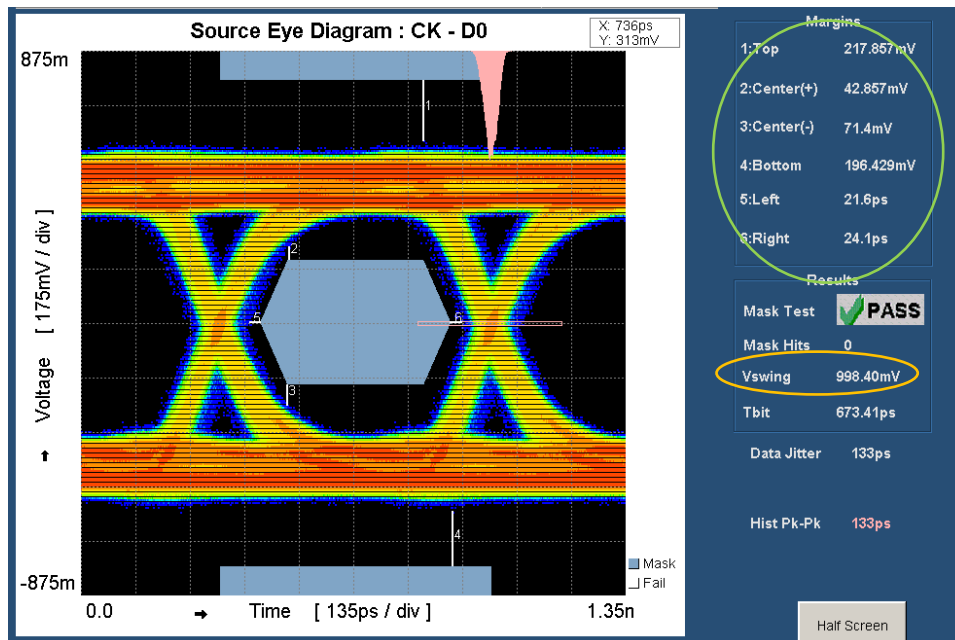 Source Eye Diagram : CK - D0
X: 736ps
Y: 313mV
875m
-875m
Voltage [ 175mV / div ]
1
2
3
4
5
6
0.0
Time [ 135ps / div ]
1.35n
Mask
Fail
Margins
1:Top 217.857mV
2:Center(+) 42.857mV
3:Center(-) 71.4mV
4:Bottom 196.429mV
5:Left 21.6ps
6:Right 24.1ps
Results
Mask Test PASS
Mask Hits 0
Vswing 998.40mV
Tbit 673.41ps
Data Jitter 133ps
Hist Pk-Pk 133ps
Half Screen